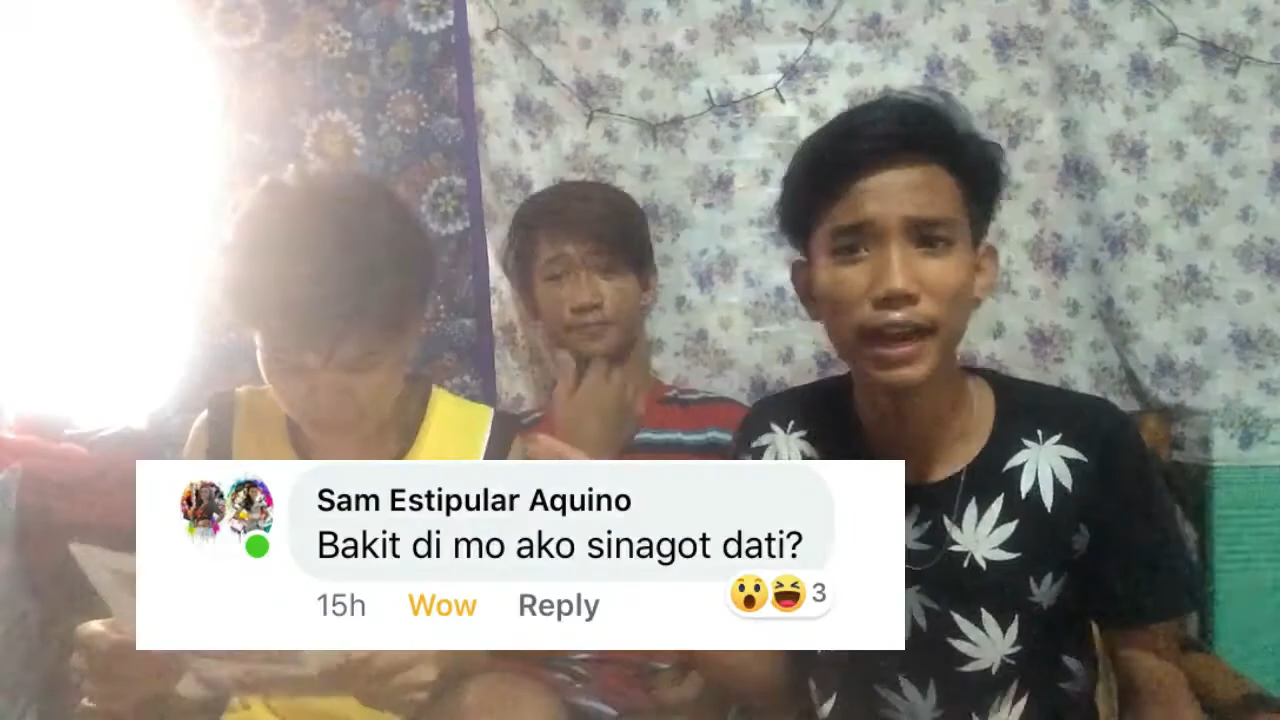 Sam Estipular Aquino
Bakit di mo ako sinagot dati?
15h Wow Reply 3